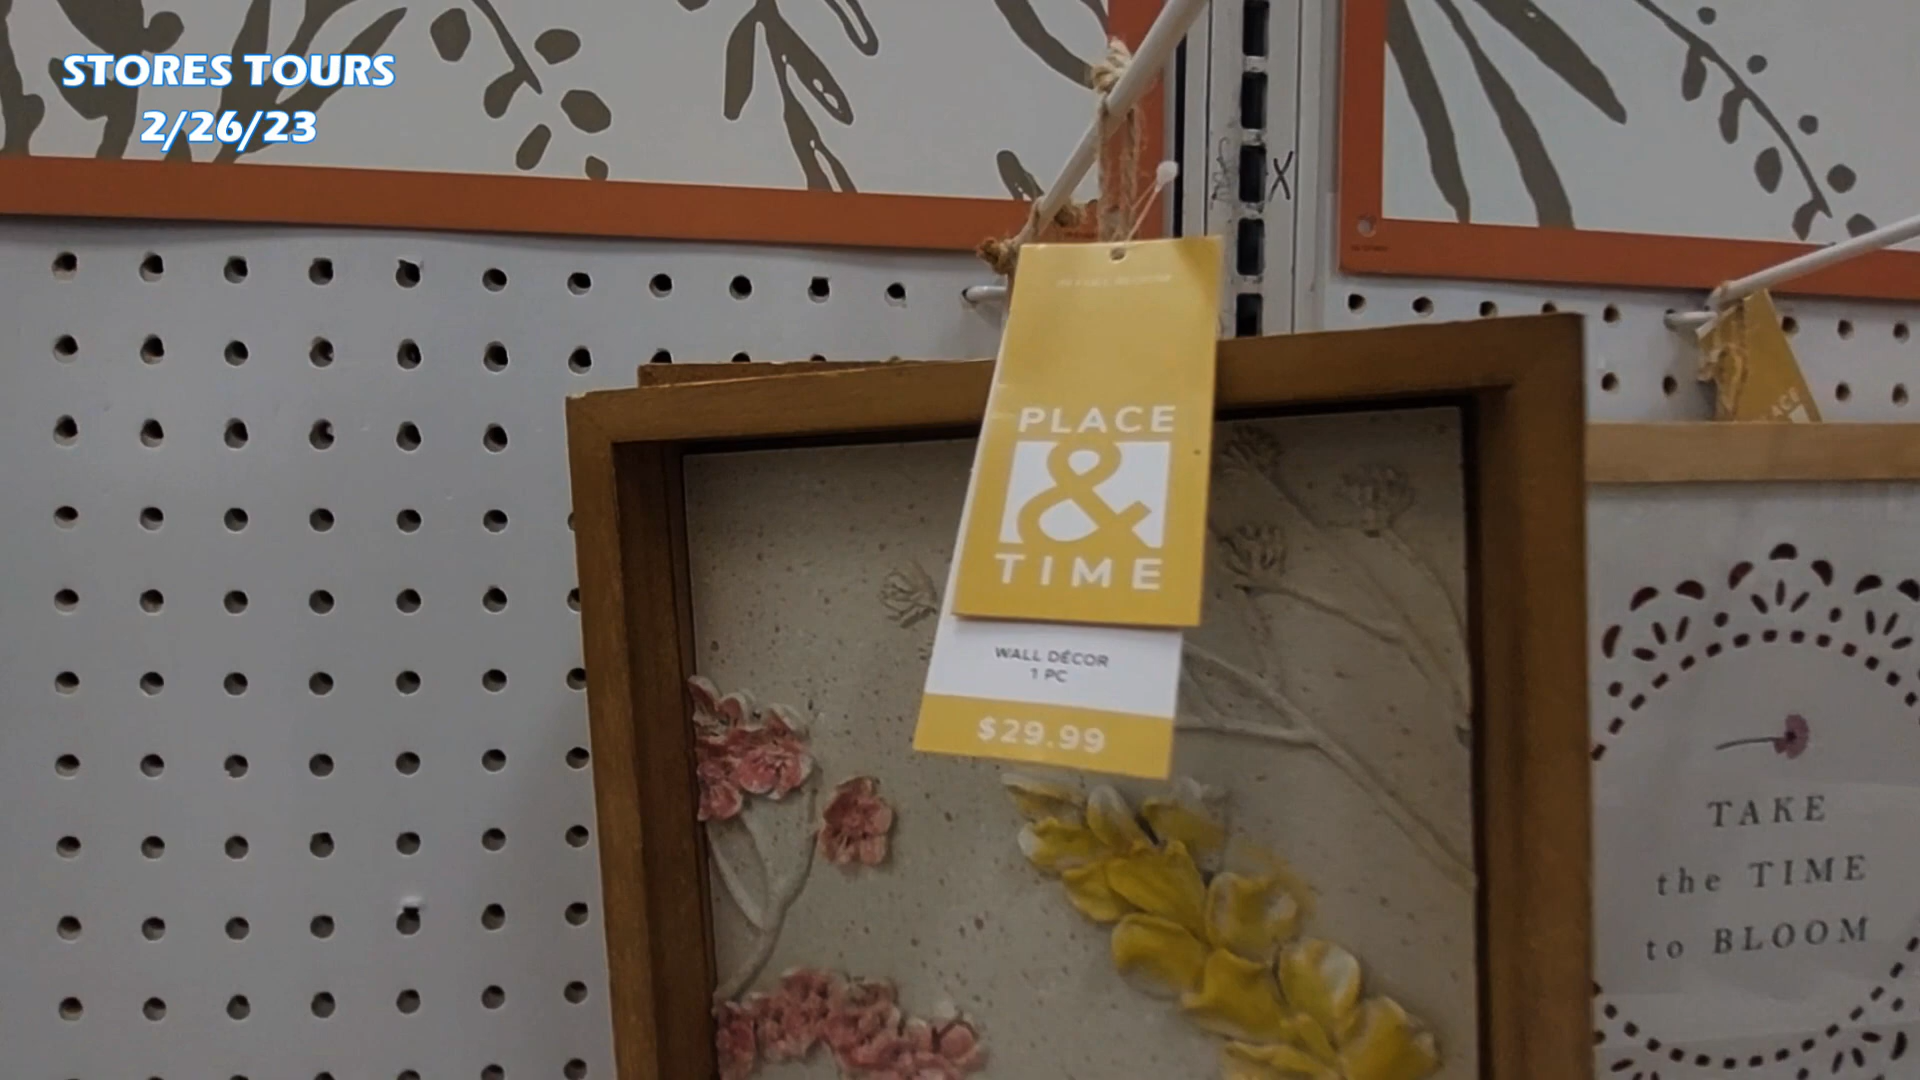 STORES TOURS
2/26/23
PLACE
&
TIME
WALL DÉCOR
1 PC
$29.99
TAKE
the TIME
to BLOOM